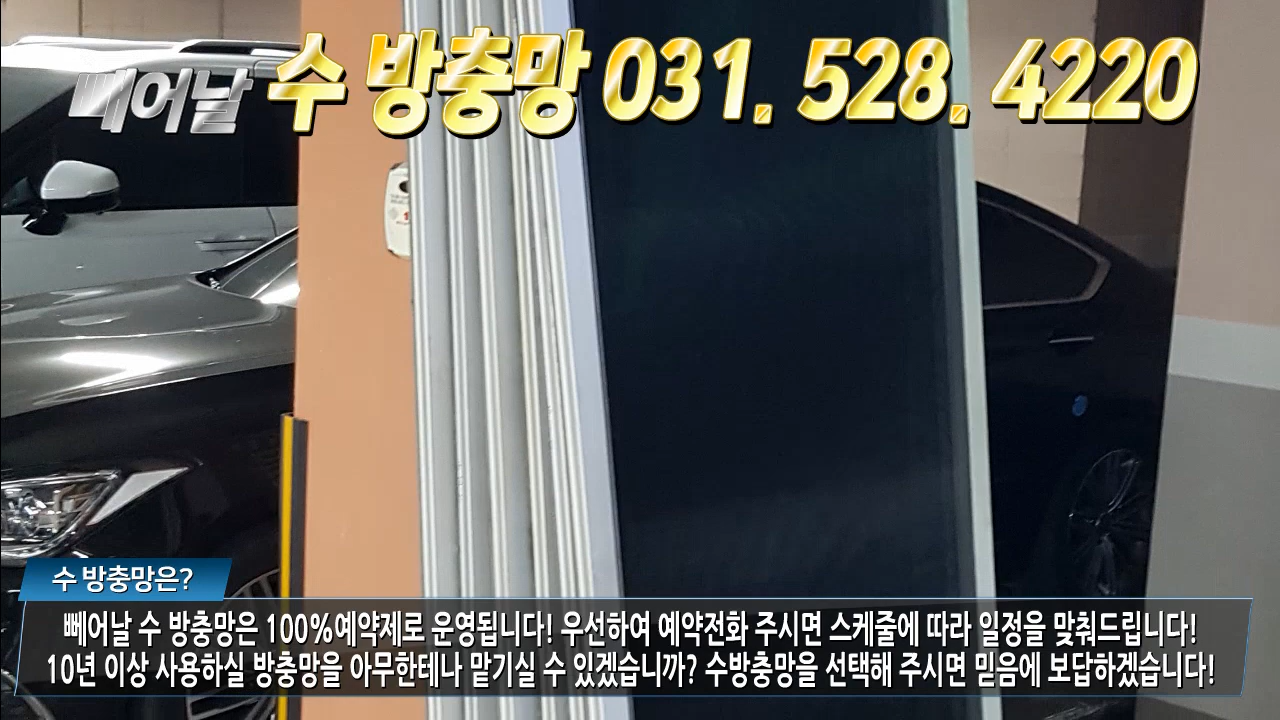 빼어날 수 방충망 031. 528. 4220
수 방충망은?
빼어날 수 방충망은 100%예약제로 운영됩니다! 우선하여 예약전화 주시면 스케줄에 따라 일정을 맞춰드립니다!
10년 이상 사용하실 방충망을 아무한테나 맡기실 수 있겠습니까? 수방충망을 선택해 주시면 믿음에 보답하겠습니다!